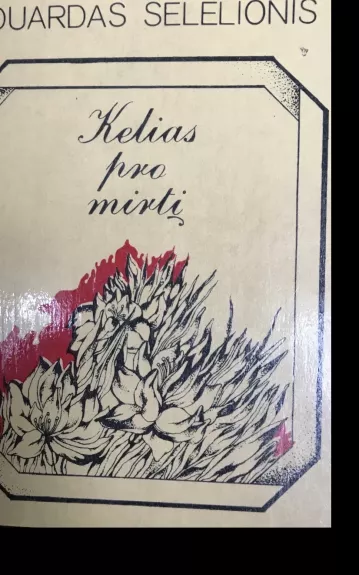 DUARDAS SELELIONIS
Kelias
pro
mirtį